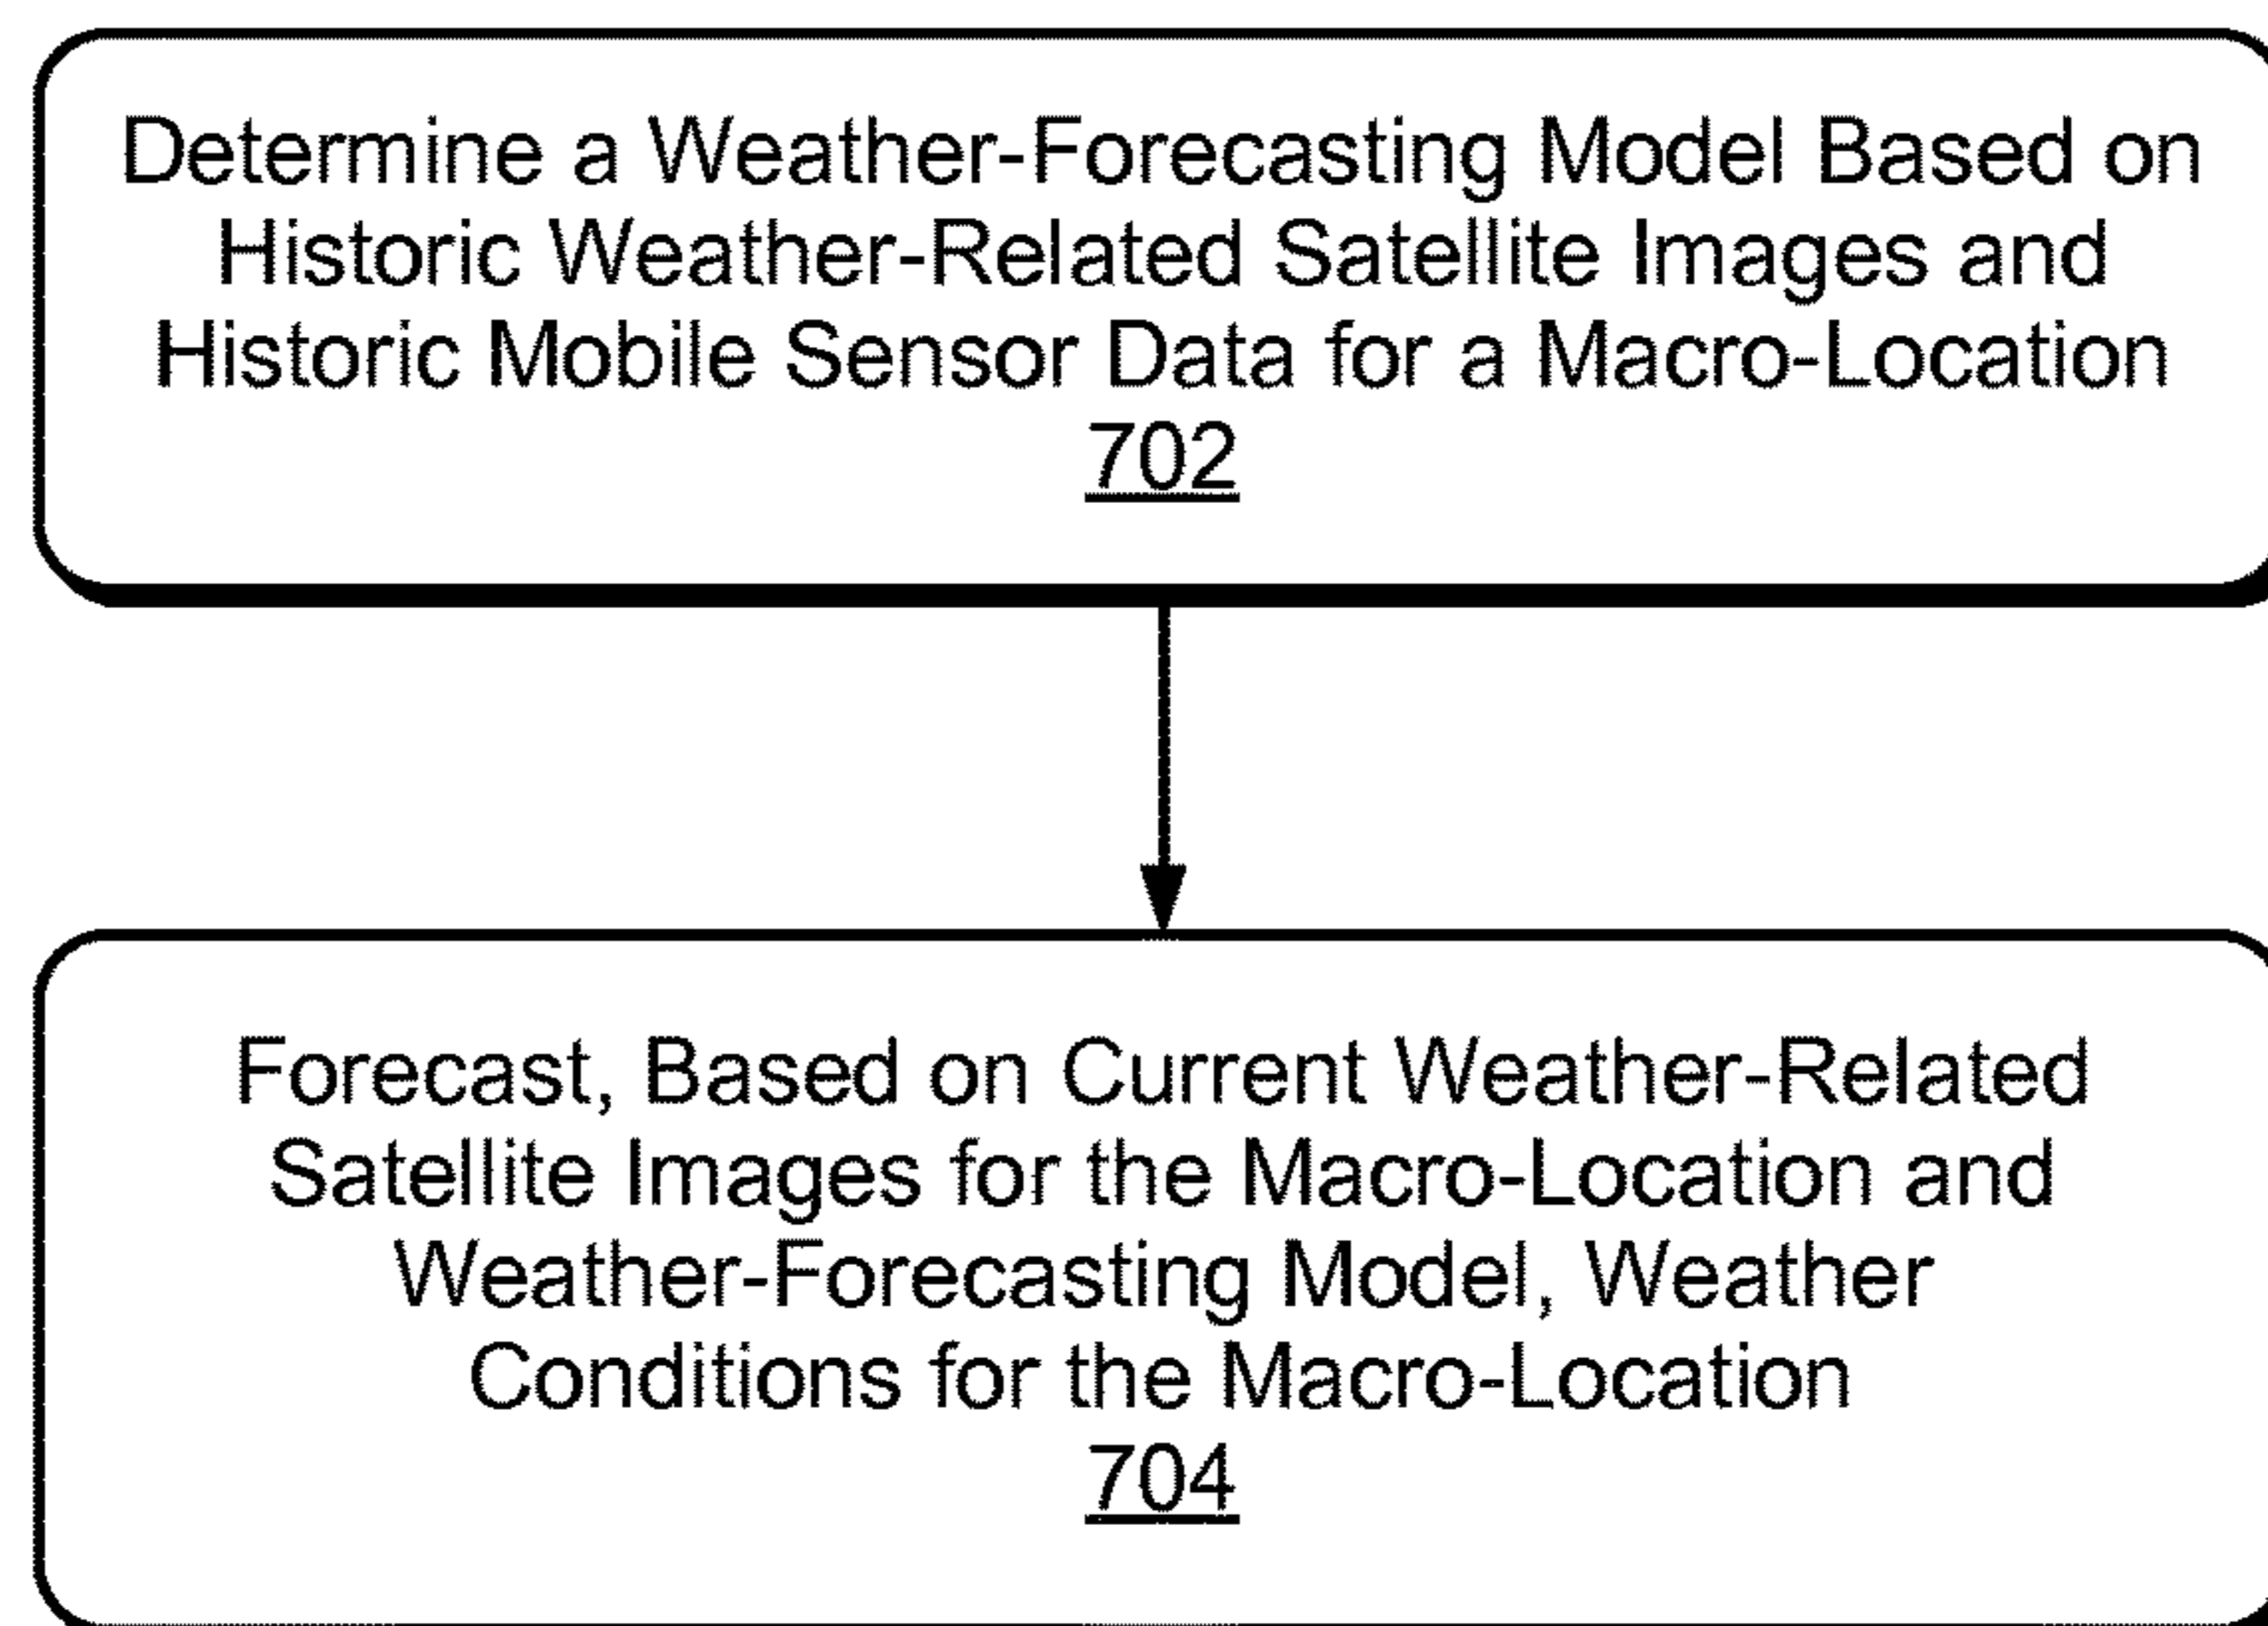 Determine a Weather-Forecasting Model Based on
Historic Weather-Related Satellite Images and
Historic Mobile Sensor Data for a Macro-Location
702
Forecast, Based on Current Weather-Related
Satellite Images for the Macro-Location and
Weather-Forecasting Model, Weather
Conditions for the Macro-Location
704